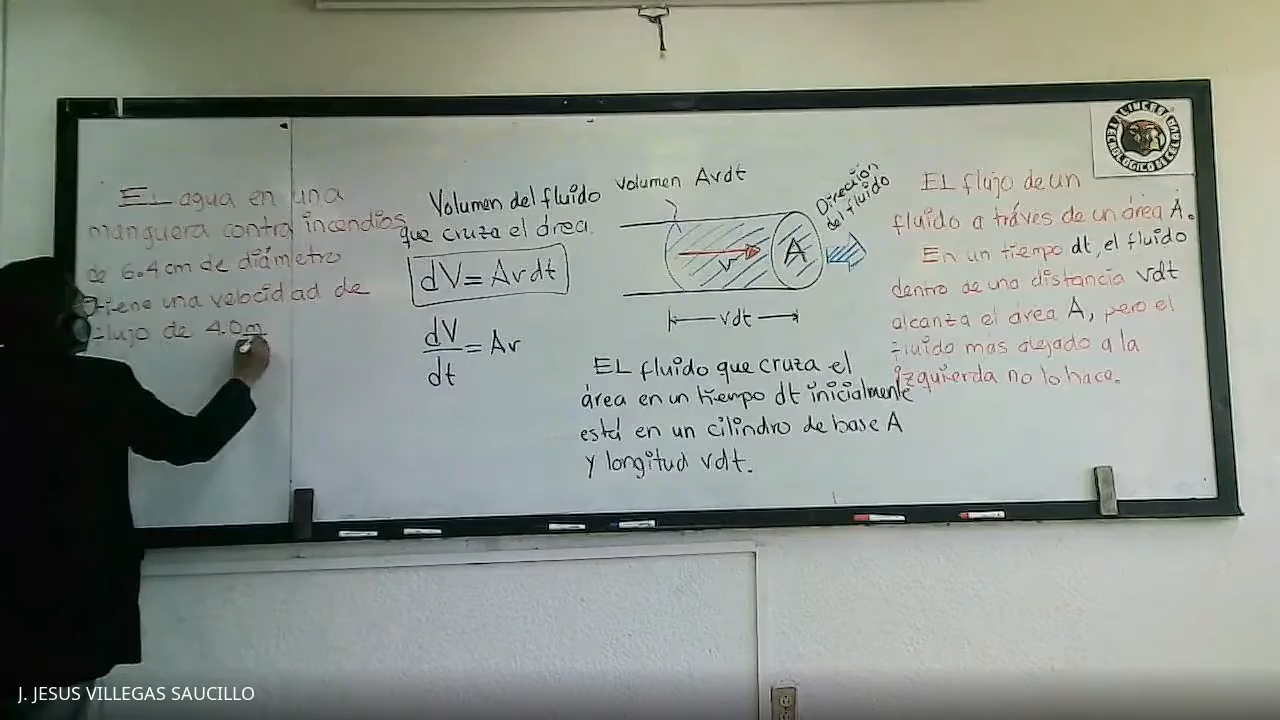 EL agua en una
manguera contra incendios
de 6.4 cm de diámetro
tiene una velocidad de
flujo de 4.0 m
Volumen del fluido
que cruza el área.
dV = Avdt
dV/dt = Av
Volumen Avdt
Dirección
del fluido
v
A
vdt
EL fluido que cruza el
área en un tiempo dt inicialmente
está en un cilindro de base A
y longitud vdt.
EL flujo de un
fluido a tráves de un área A.
En un tiempo dt, el fluido
dentro de una distancia vdt
alcanza el área A, pero el
fluido mas alejado a la
izquierda no lo hace.
J. JESUS VILLEGAS SAUCILLO